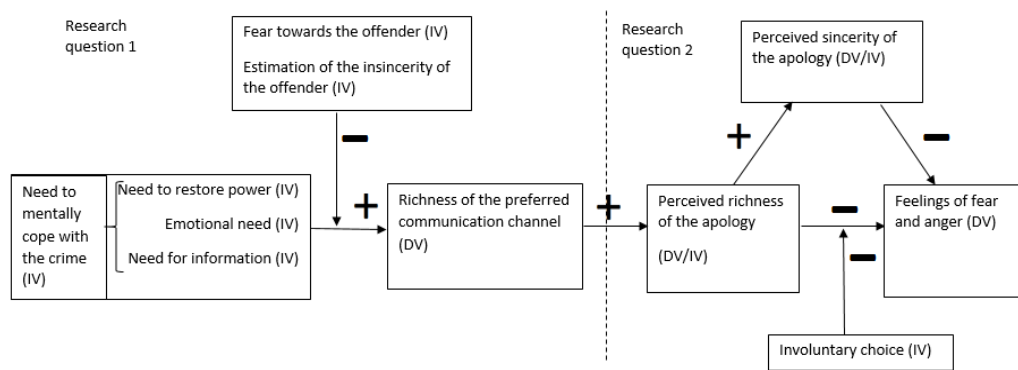 Research
question 1
Fear towards the offender (IV)
Estimation of the insincerity of
the offender (IV)
Research
question 2
Perceived sincerity of
the apology (DV/IV)
Need to
mentally
cope with
the crime
(IV)
Need to restore power (IV)
Emotional need (IV)
Need for information (IV)
Richness of the preferred
communication channel
(DV)
Perceived richness
of the apology
(DV/IV)
Feelings of fear
and anger (DV)
Involuntary choice (IV)
−
+
+
+
−
−
−